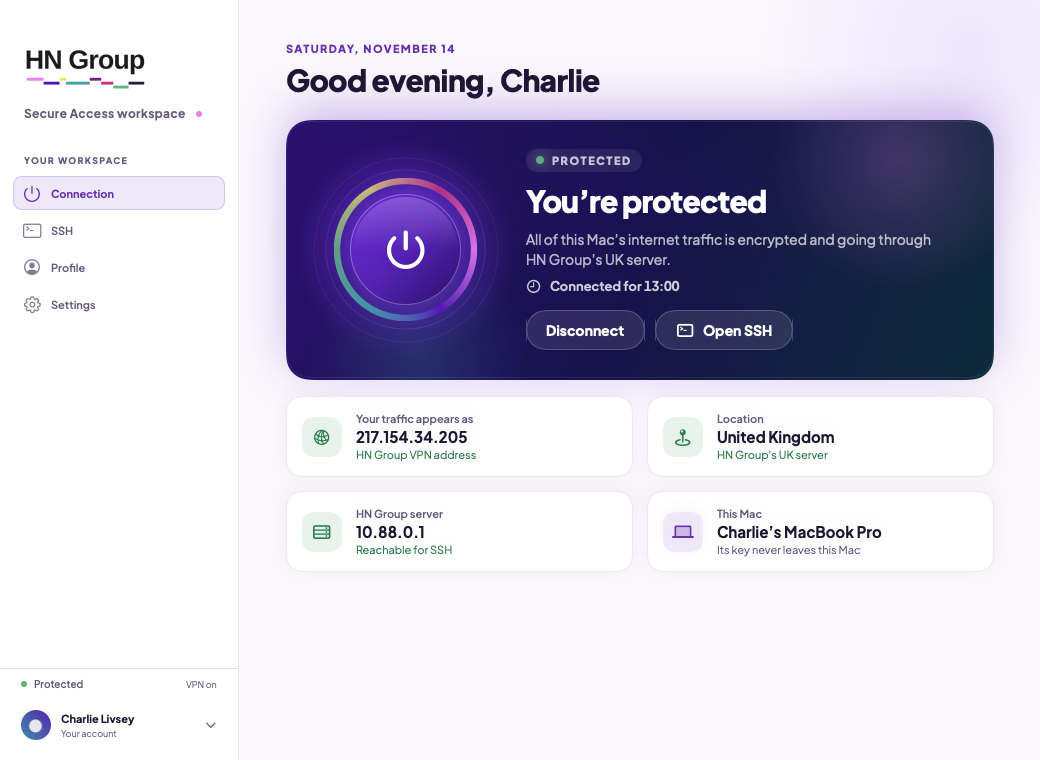 HN Group
Secure Access workspace
YOUR WORKSPACE
Connection
SSH
Profile
Settings
Protected
VPN on
Charlie Livsey
Your account
SATURDAY, NOVEMBER 14
Good evening, Charlie
PROTECTED
You’re protected
All of this Mac’s internet traffic is encrypted and going through
HN Group’s UK server.
Connected for 13:00
Disconnect
Open SSH
Your traffic appears as
217.154.34.205
HN Group VPN address
Location
United Kingdom
HN Group’s UK server
HN Group server
10.88.0.1
Reachable for SSH
This Mac
Charlie’s MacBook Pro
Its key never leaves this Mac